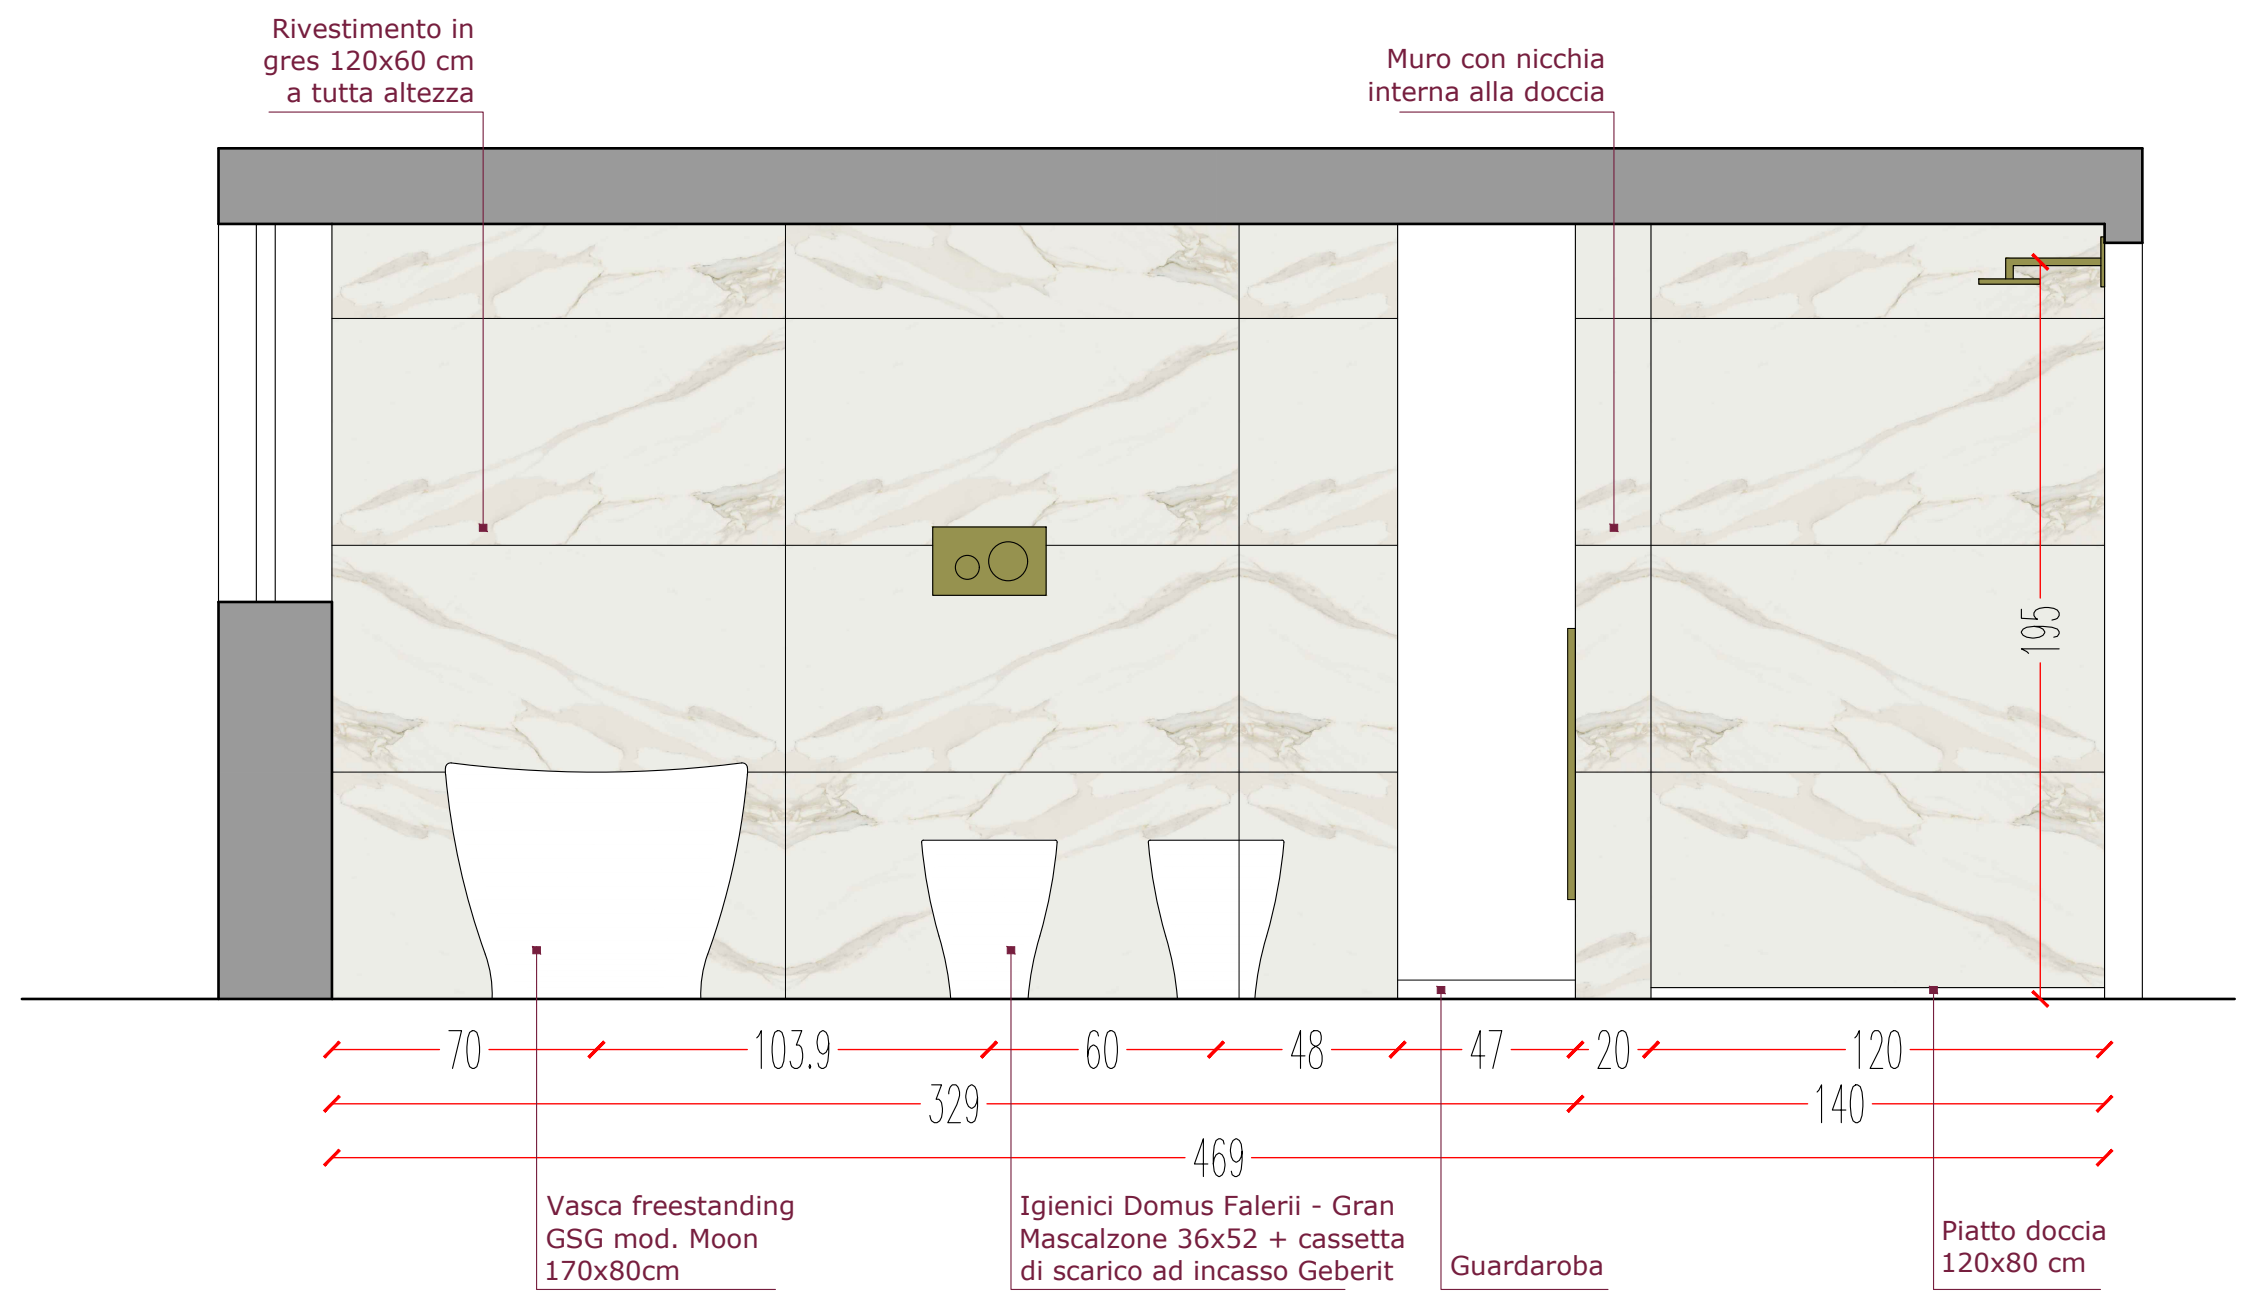 Rivestimento in
gres 120x60 cm
a tutta altezza
Muro con nicchia
interna alla doccia
195
70
103.9
60
48
47
20
120
329
140
469
Vasca freestanding
GSG mod. Moon
170x80cm
Igienici Domus Falerii - Gran
Mascalzone 36x52 + cassetta
di scarico ad incasso Geberit
Guardaroba
Piatto doccia
120x80 cm